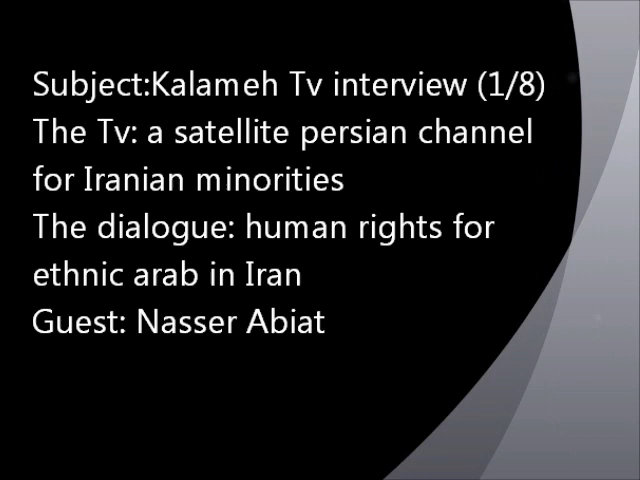 Subject:Kalameh Tv interview (1/8)
The Tv: a satellite persian channel
for Iranian minorities
The dialogue: human rights for
ethnic arab in Iran
Guest: Nasser Abiat